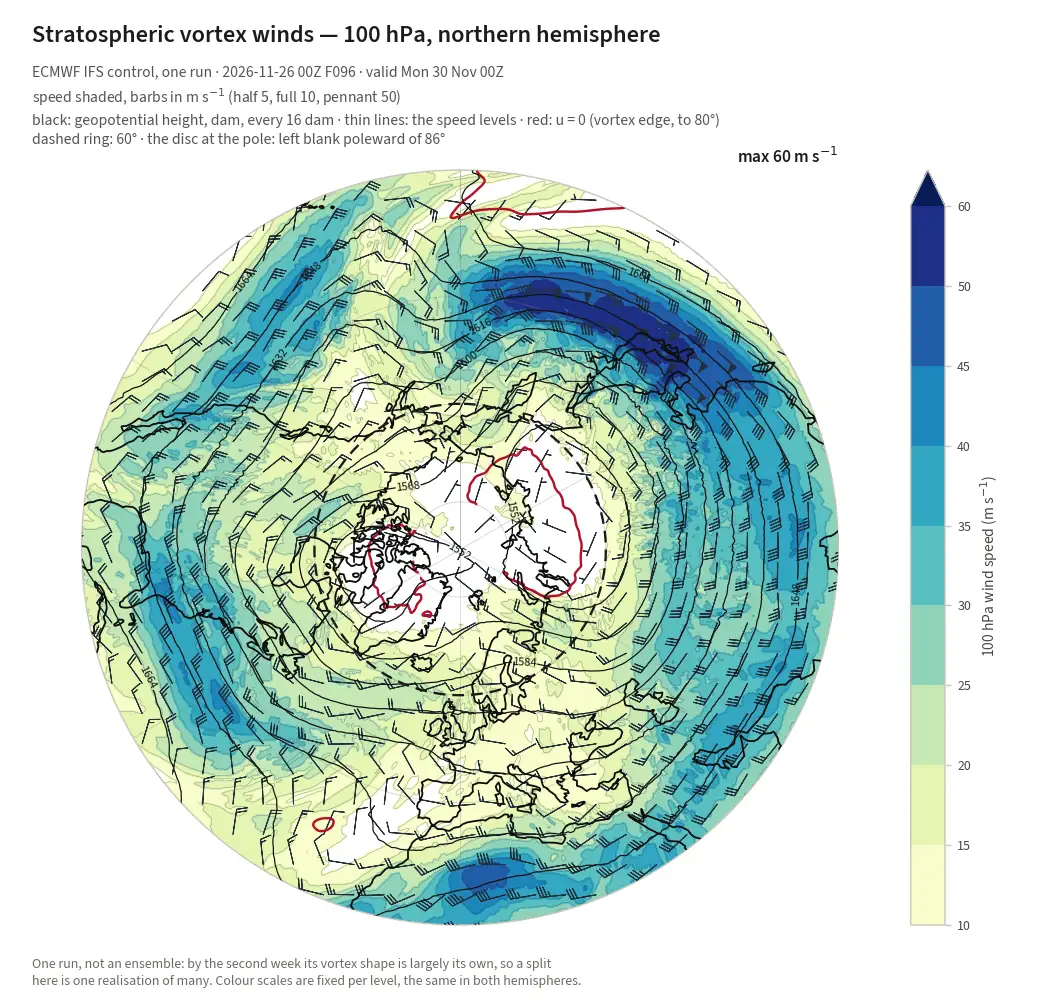 Stratospheric vortex winds — 100 hPa, northern hemisphere
ECMWF IFS control, one run · 2026-11-26 00Z F096 · valid Mon 30 Nov 00Z
speed shaded, barbs in m s⁻¹ (half 5, full 10, pennant 50)
black: geopotential height, dam, every 16 dam · thin lines: the speed levels · red: u = 0 (vortex edge, to 80°)
dashed ring: 60° · the disc at the pole: left blank poleward of 86°
max 60 m s⁻¹
60
50
45
40
35
30
25
20
15
10
100 hPa wind speed (m s⁻¹)
1664
1648
1632
1616
1568
1552
1584
1648
1664
One run, not an ensemble: by the second week its vortex shape is largely its own, so a split
here is one realisation of many. Colour scales are fixed per level, the same in both hemispheres.